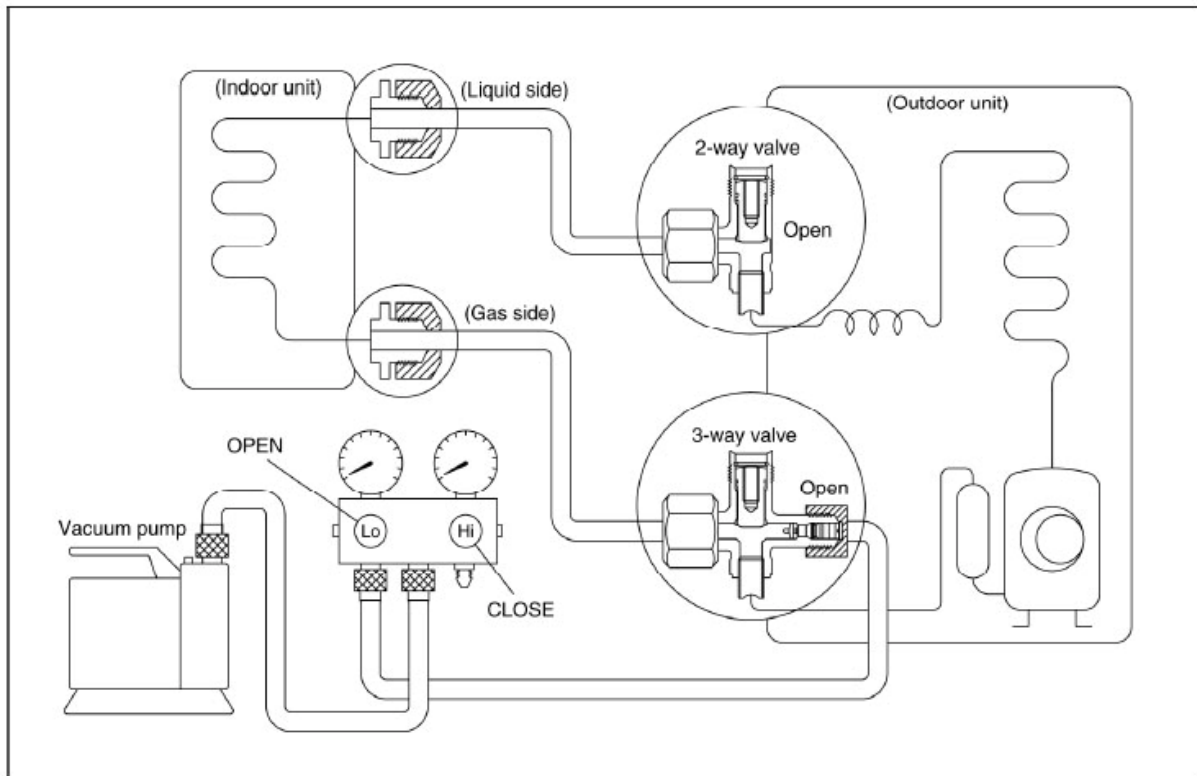 (Indoor unit)
(Liquid side)
(Outdoor unit)
2-way valve
Open
(Gas side)
3-way valve
Open
OPEN
Lo
Hi
Vacuum pump
CLOSE